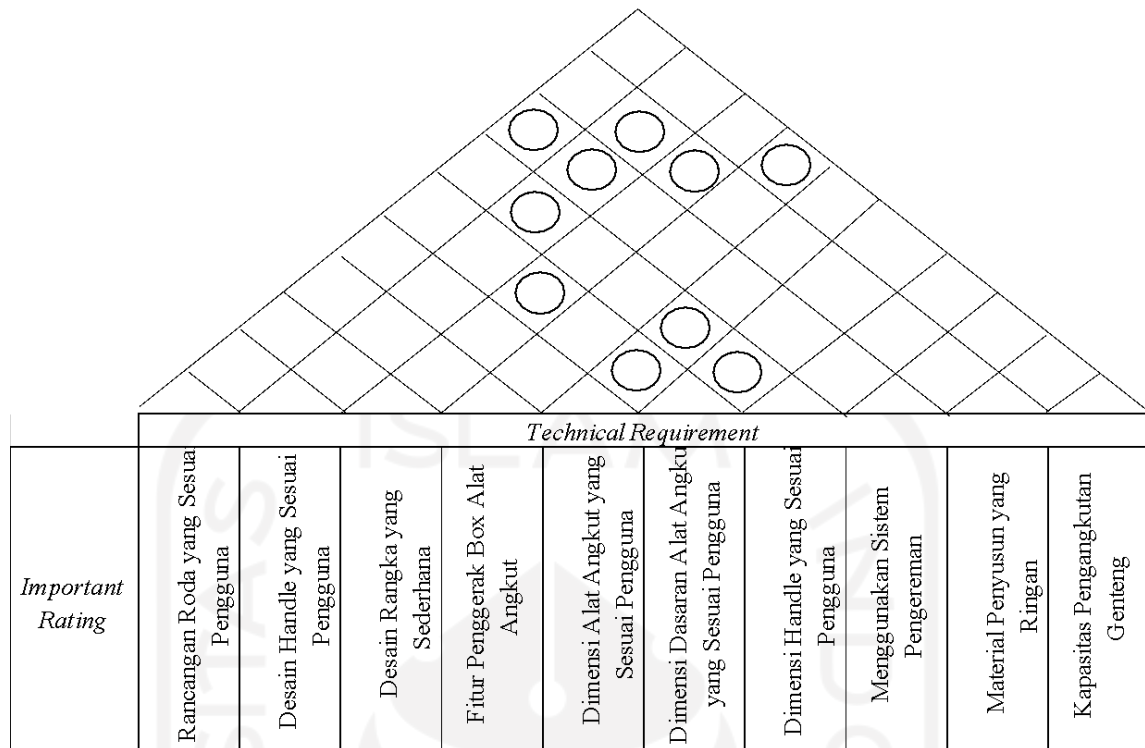 Technical Requirement
Important
Rating
Rancangan Roda yang Sesuai
Pengguna
Desain Handle yang Sesuai
Pengguna
Desain Rangka yang
Sederhana
Fitur Penggerak Box Alat
Angkut
Dimensi Alat Angkut yang
Sesuai Pengguna
Dimensi Dasaran Alat Angku
yang Sesuai Pengguna
Dimensi Handle yang Sesuai
Pengguna
Menggunakan Sistem
Pengereman
Material Penyusun yang
Ringan
Kapasitas Pengangkutan
Genteng
ISLAM